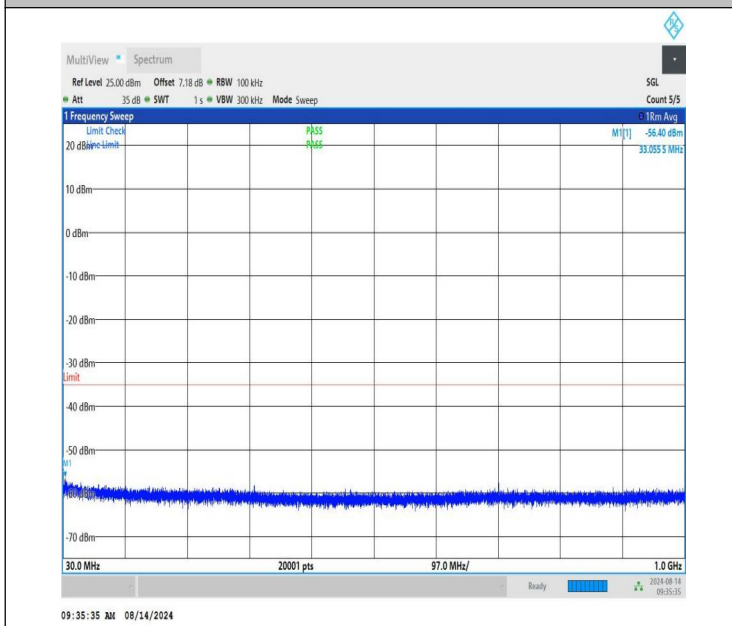 MultiView Spectrum
Ref Level 25.00 dBm Offset 7.18 dB RBW 100 kHz SGL
Att 35 dB SWT 1 s VBW 300 kHz Mode Sweep Count 5/5
1 Frequency Sweep 1Rm Avg
Limit Check PASS M1[1] -56.40 dBm
20 dBm Line Limit PASS 33.055 5 MHz
10 dBm
0 dBm
-10 dBm
-20 dBm
-30 dBm
Limit
-40 dBm
-50 dBm
M1
-60 dBm
-70 dBm
30.0 MHz 20001 pts 97.0 MHz/ 1.0 GHz
Ready 2024-08-14
09:35:35
09:35:35 AM 08/14/2024